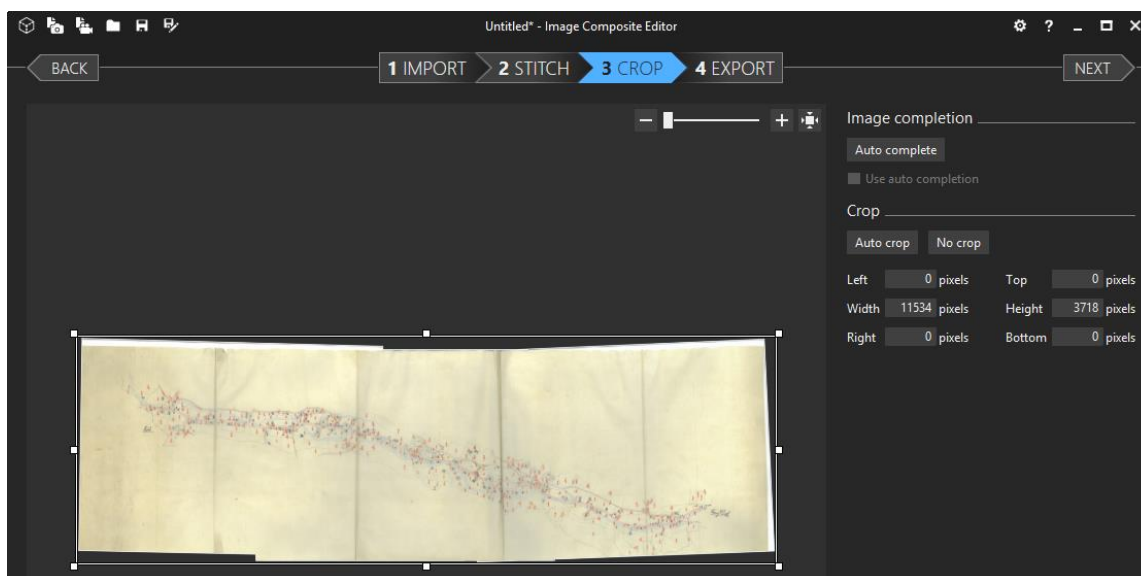 Untitled* - Image Composite Editor
?
BACK
1 IMPORT
2 STITCH
3 CROP
4 EXPORT
NEXT
Image completion
Auto complete
Use auto completion
Crop
Auto crop No crop
Left 0 pixels Top 0 pixels
Width 11534 pixels Height 3718 pixels
Right 0 pixels Bottom 0 pixels